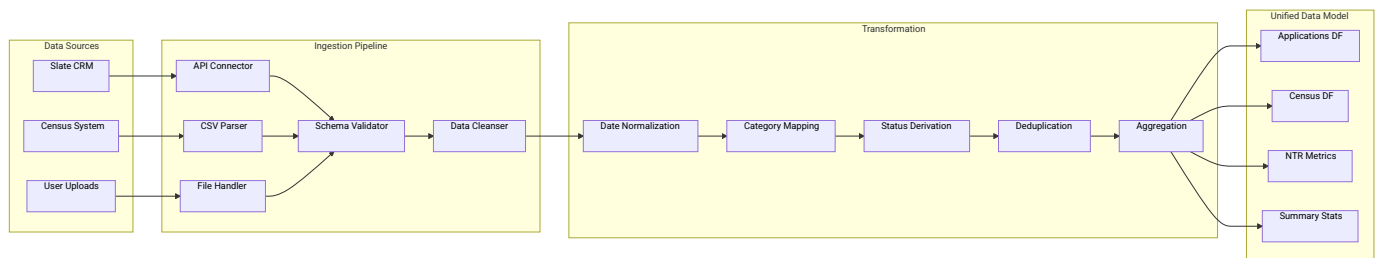 Data Sources
Slate CRM
Census System
User Uploads
Ingestion Pipeline
API Connector
CSV Parser
File Handler
Schema Validator
Data Cleanser
Transformation
Date Normalization
Category Mapping
Status Derivation
Deduplication
Aggregation
Unified Data Model
Applications DF
Census DF
NTR Metrics
Summary Stats